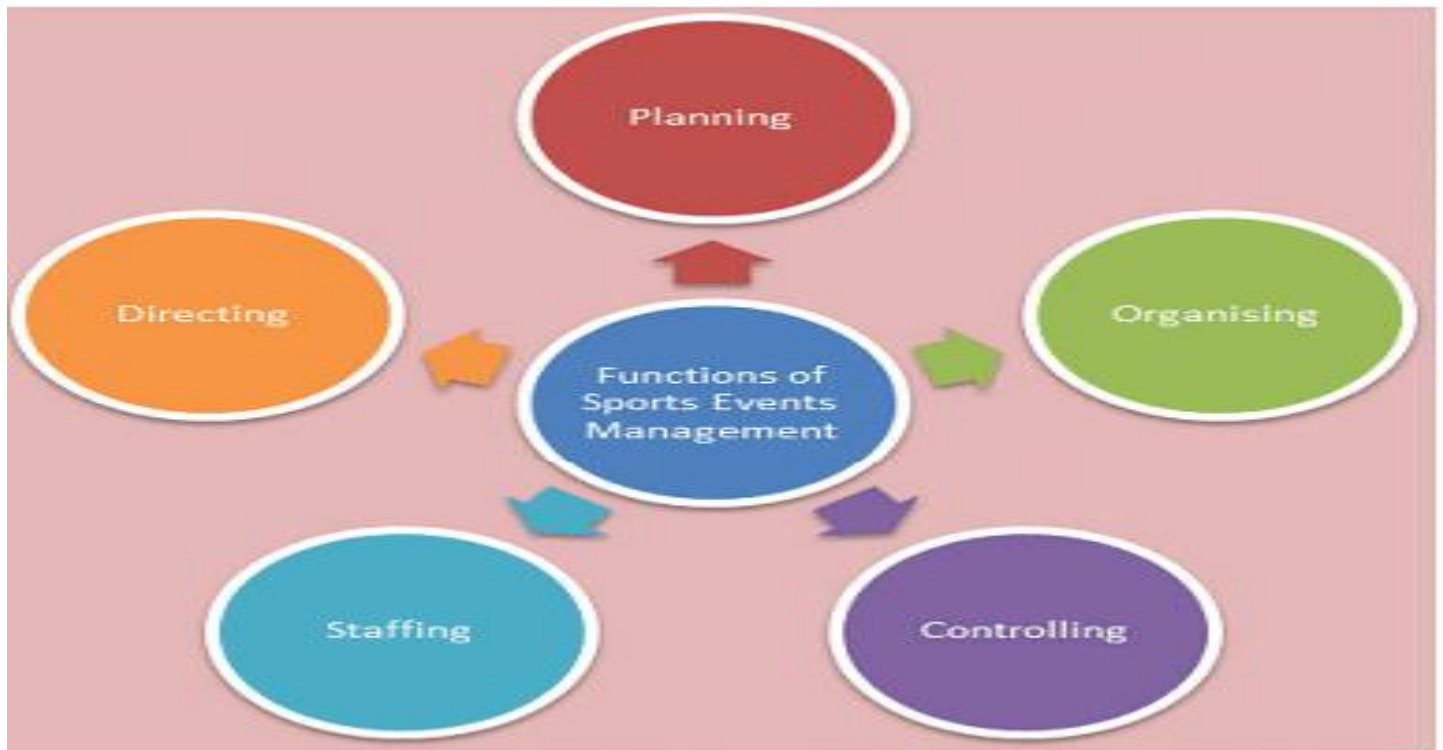 Planning
Directing
Organising
Functions of
Sports Events
Management
Staffing
Controlling